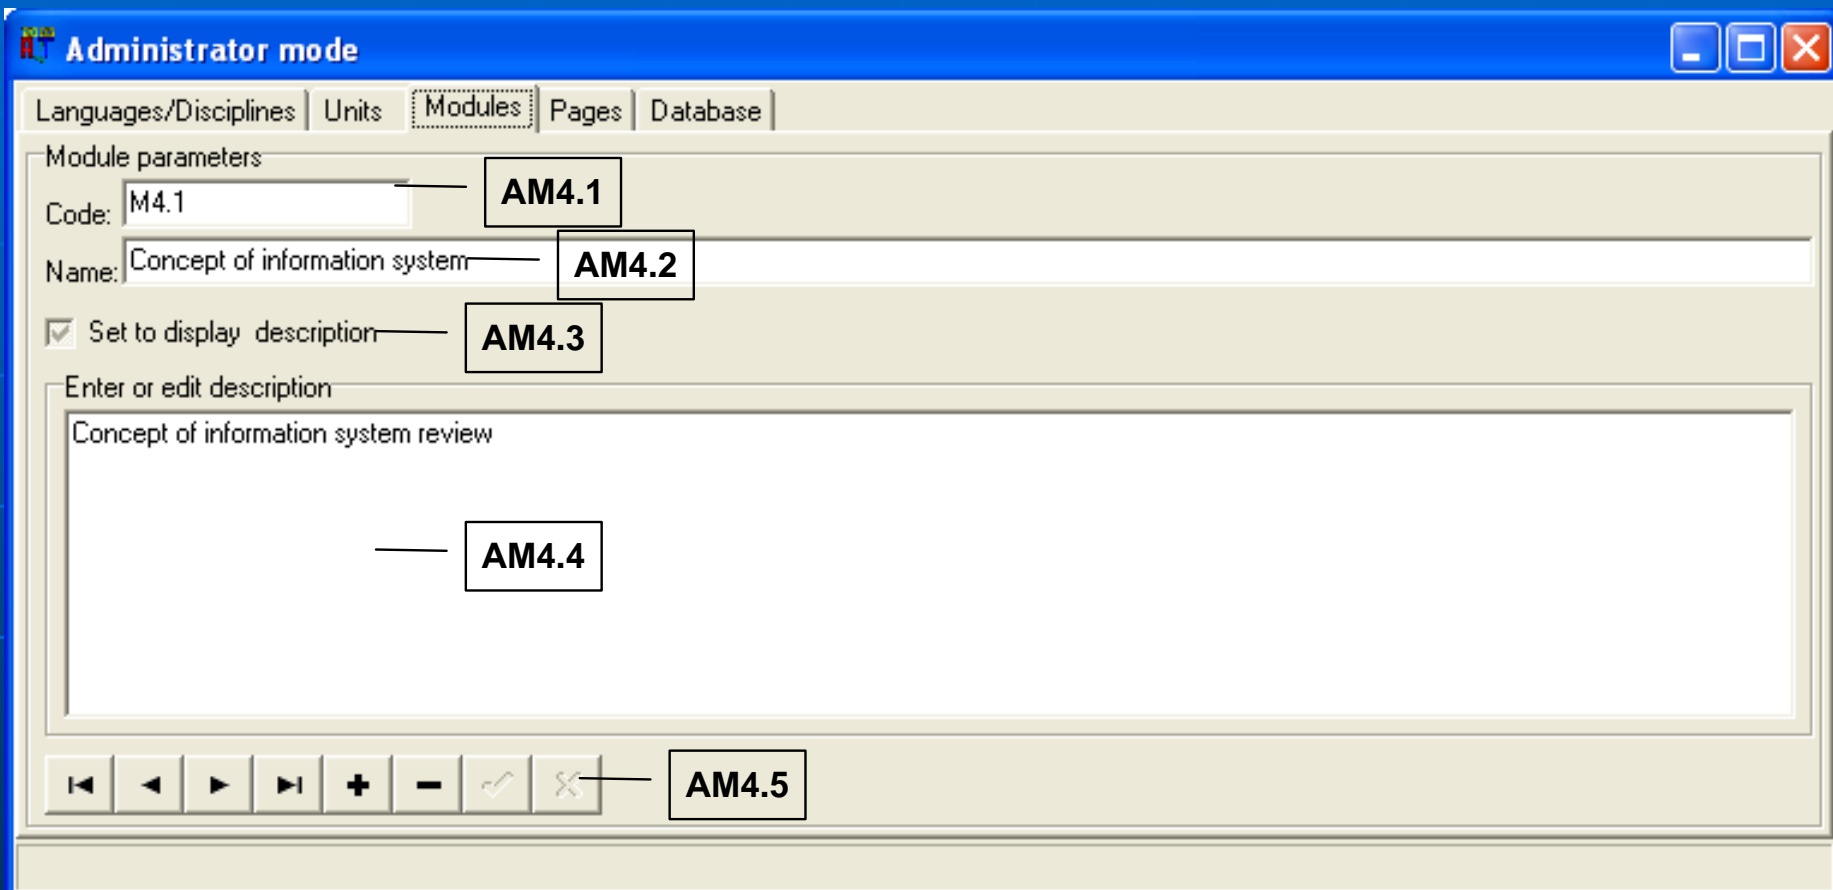 Administrator mode
Languages/Disciplines Units Modules Pages Database
Module parameters
Code: M4.1 AM4.1
Name: Concept of information system AM4.2
Set to display description AM4.3
Enter or edit description
Concept of information system review
AM4.4
AM4.5